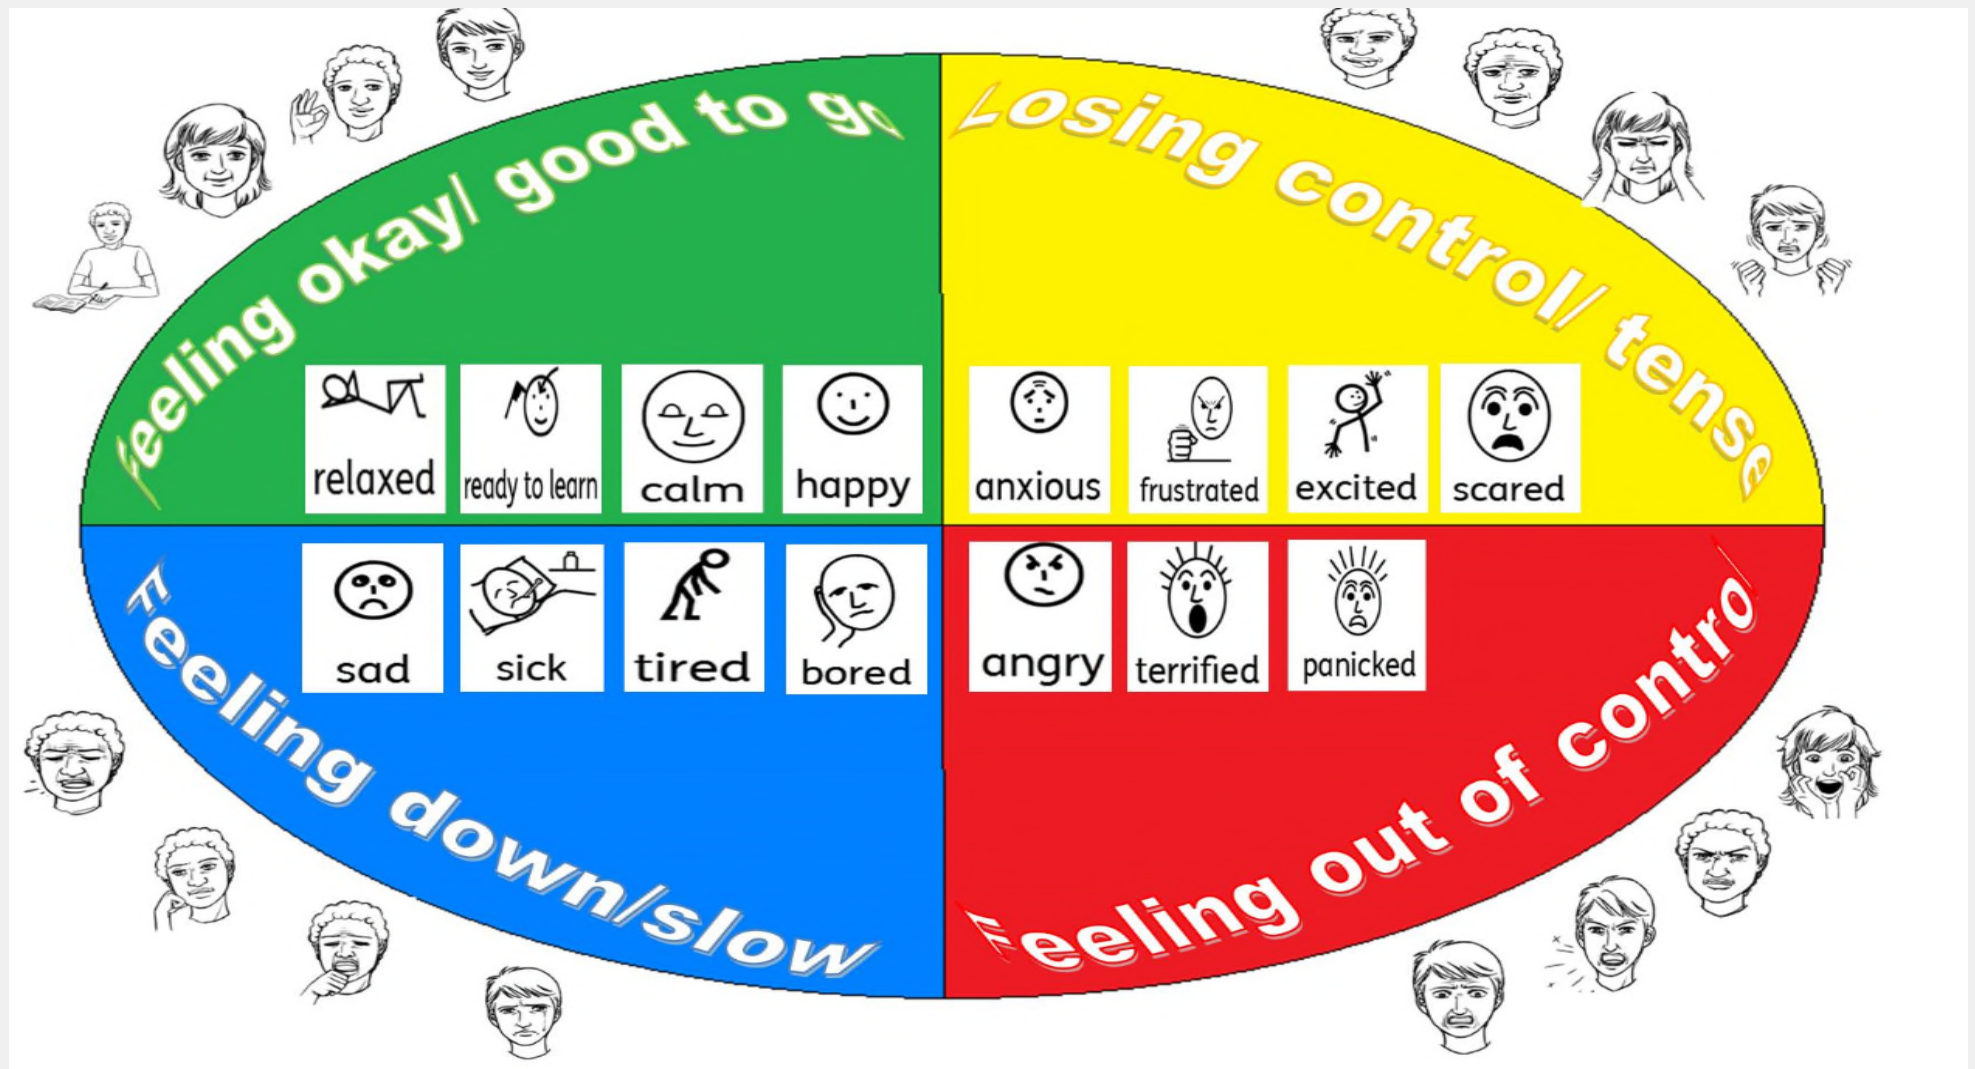 Feeling okay/ good to go
Losing control/ tense
relaxed
ready to learn
calm
happy
anxious
frustrated
excited
scared
sad
sick
tired
bored
angry
terrified
panicked
Feeling down/slow
Feeling out of control